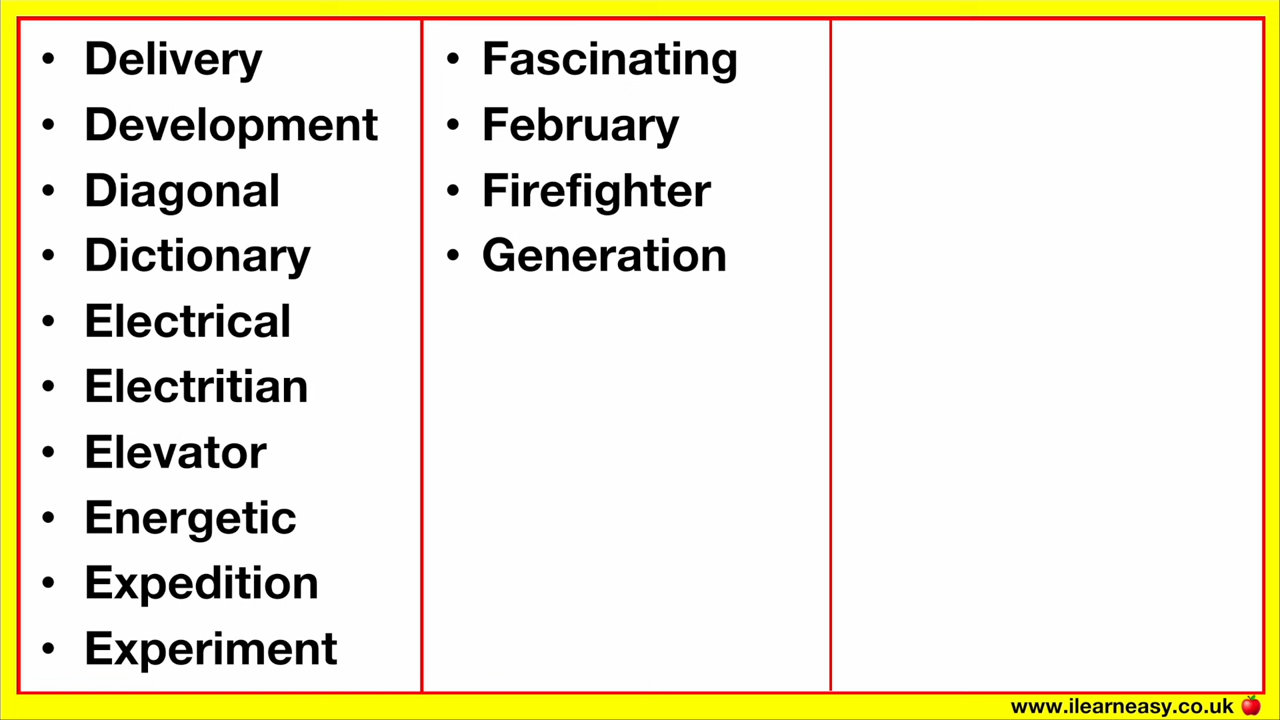 • Delivery
• Development
• Diagonal
• Dictionary
• Electrical
• Electritian
• Elevator
• Energetic
• Expedition
• Experiment
• Fascinating
• February
• Firefighter
• Generation
www.ilearneasy.co.uk